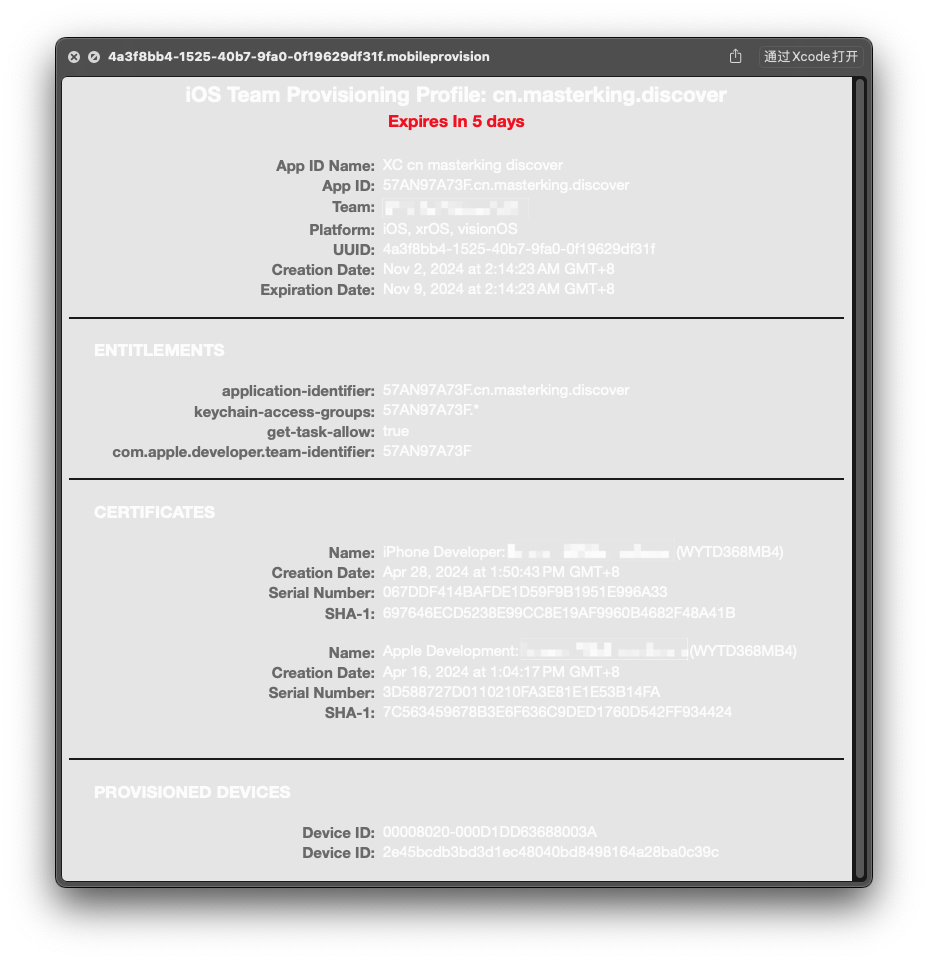 4a3f8bb4-1525-40b7-9fa0-0f19629df31f.mobileprovision
通过Xcode打开
iOS Team Provisioning Profile: cn.masterking.discover
Expires In 5 days
App ID Name: XC cn masterking discover
App ID: 57AN97A73F.cn.masterking.discover
Team:
Platform: iOS, xrOS, visionOS
UUID: 4a3f8bb4-1525-40b7-9fa0-0f19629df31f
Creation Date: Nov 2, 2024 at 2:14:23 AM GMT+8
Expiration Date: Nov 9, 2024 at 2:14:23 AM GMT+8
ENTITLEMENTS
application-identifier: 57AN97A73F.cn.masterking.discover
keychain-access-groups: 57AN97A73F.*
get-task-allow: true
com.apple.developer.team-identifier: 57AN97A73F
CERTIFICATES
Name: iPhone Developer: (WYTD368MB4)
Creation Date: Apr 28, 2024 at 1:50:43 PM GMT+8
Serial Number: 067DDF414BAFDE1D59F9B1951E996A33
SHA-1: 697646ECD5238E99CC8E19AF9960B4682F48A41B
Name: Apple Development: (WYTD368MB4)
Creation Date: Apr 16, 2024 at 1:04:17 PM GMT+8
Serial Number: 3D588727D0110210FA3E81E1E53B14FA
SHA-1: 7C563459678B3E6F636C9DED1760D542FF934424
PROVISIONED DEVICES
Device ID: 00008020-000D1DD63688003A
Device ID: 2e45bcdb3bd3d1ec48040bd8498164a28ba0c39c